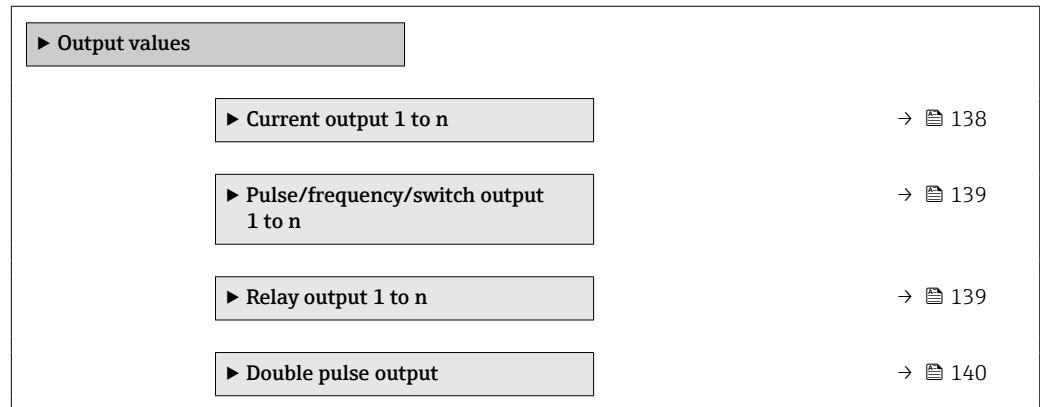 ► Output values
► Current output 1 to n → 138
► Pulse/frequency/switch output → 139
1 to n
► Relay output 1 to n → 139
► Double pulse output → 140